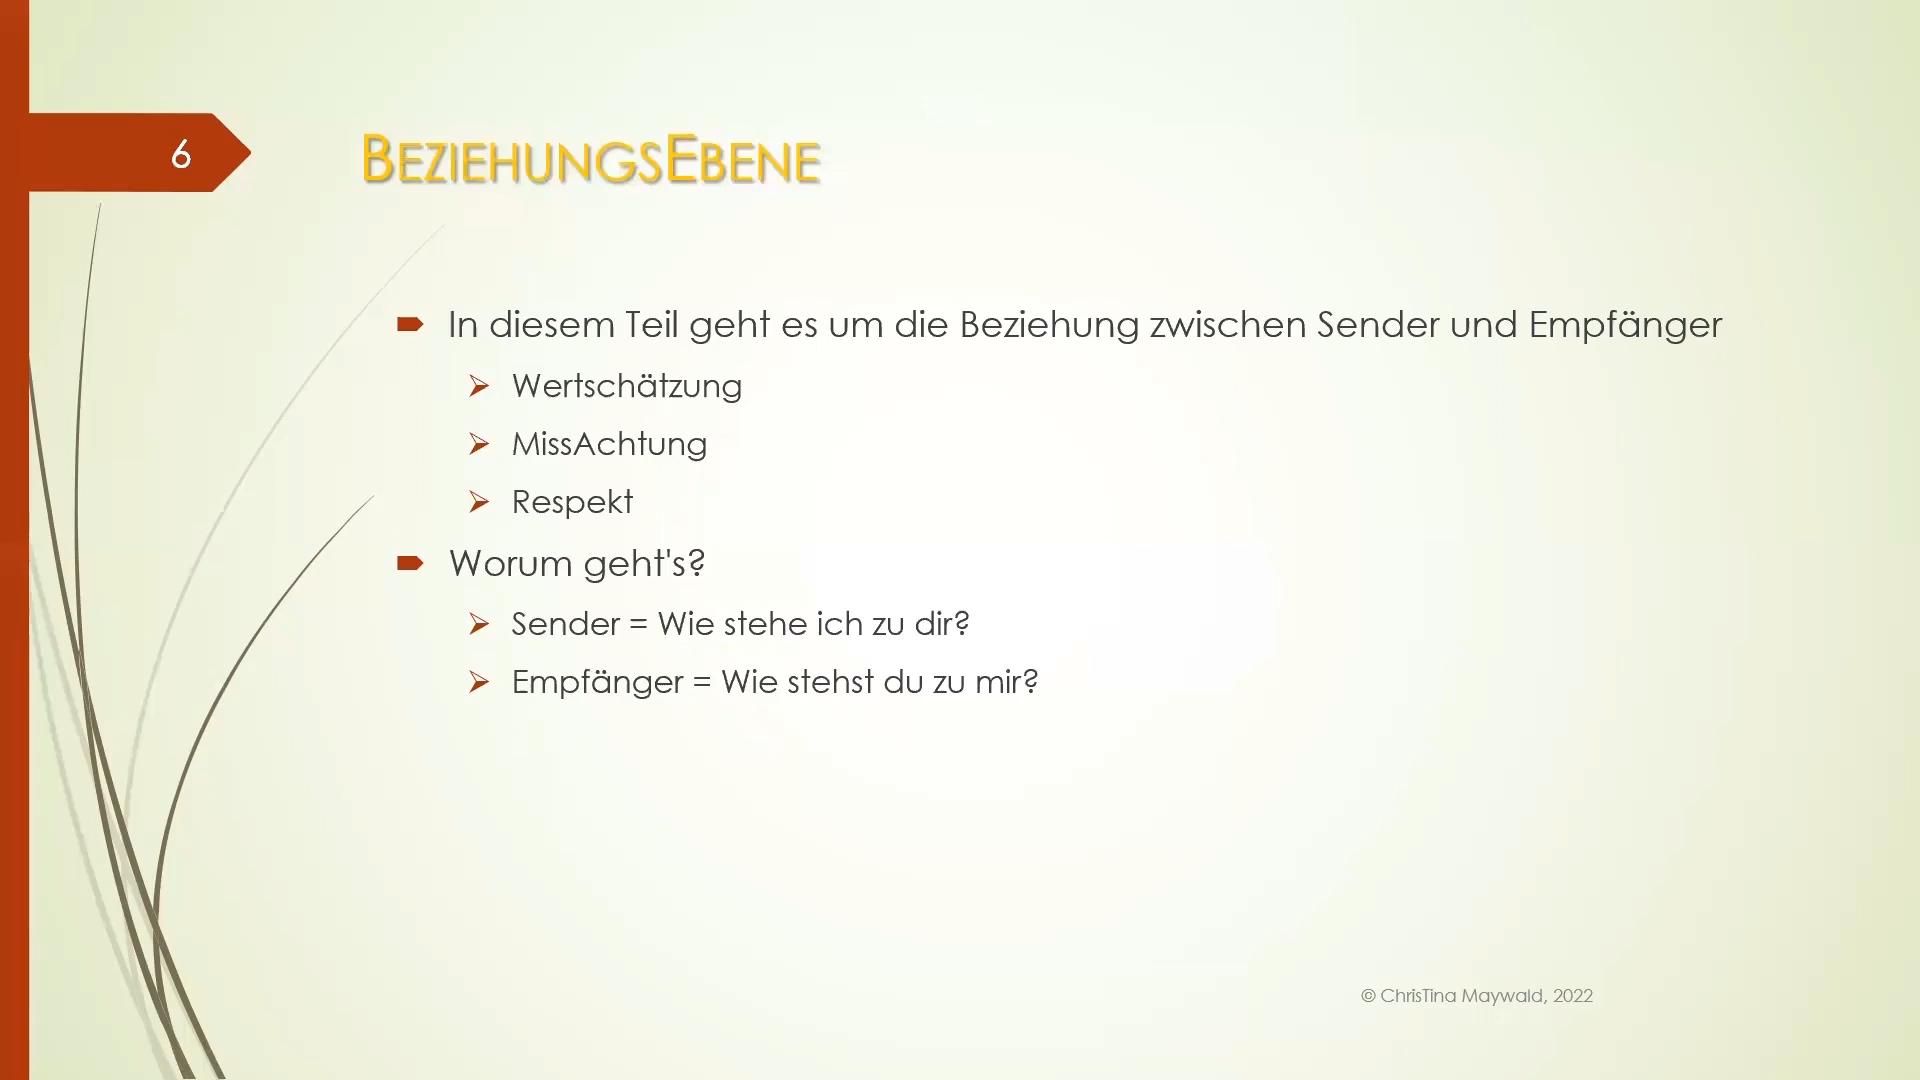 6
BEZIEHUNGSEBENE
In diesem Teil geht es um die Beziehung zwischen Sender und Empfänger
Wertschätzung
MissAchtung
Respekt
Worum geht's?
Sender = Wie stehe ich zu dir?
Empfänger = Wie stehst du zu mir?
© ChrisTina Maywald, 2022